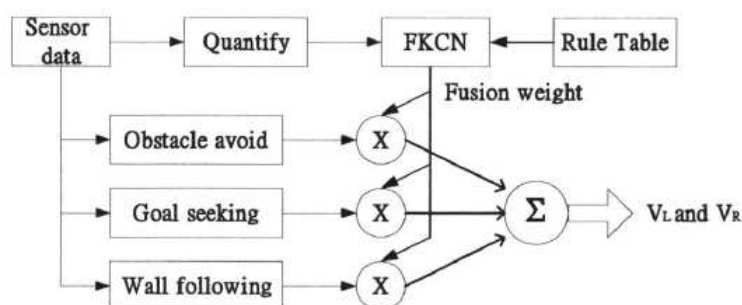 Sensor
data
Quantify
FKCN
Rule Table
Fusion weight
Obstacle avoid
X
Goal seeking
X
Σ
VL and VR
Wall following
X